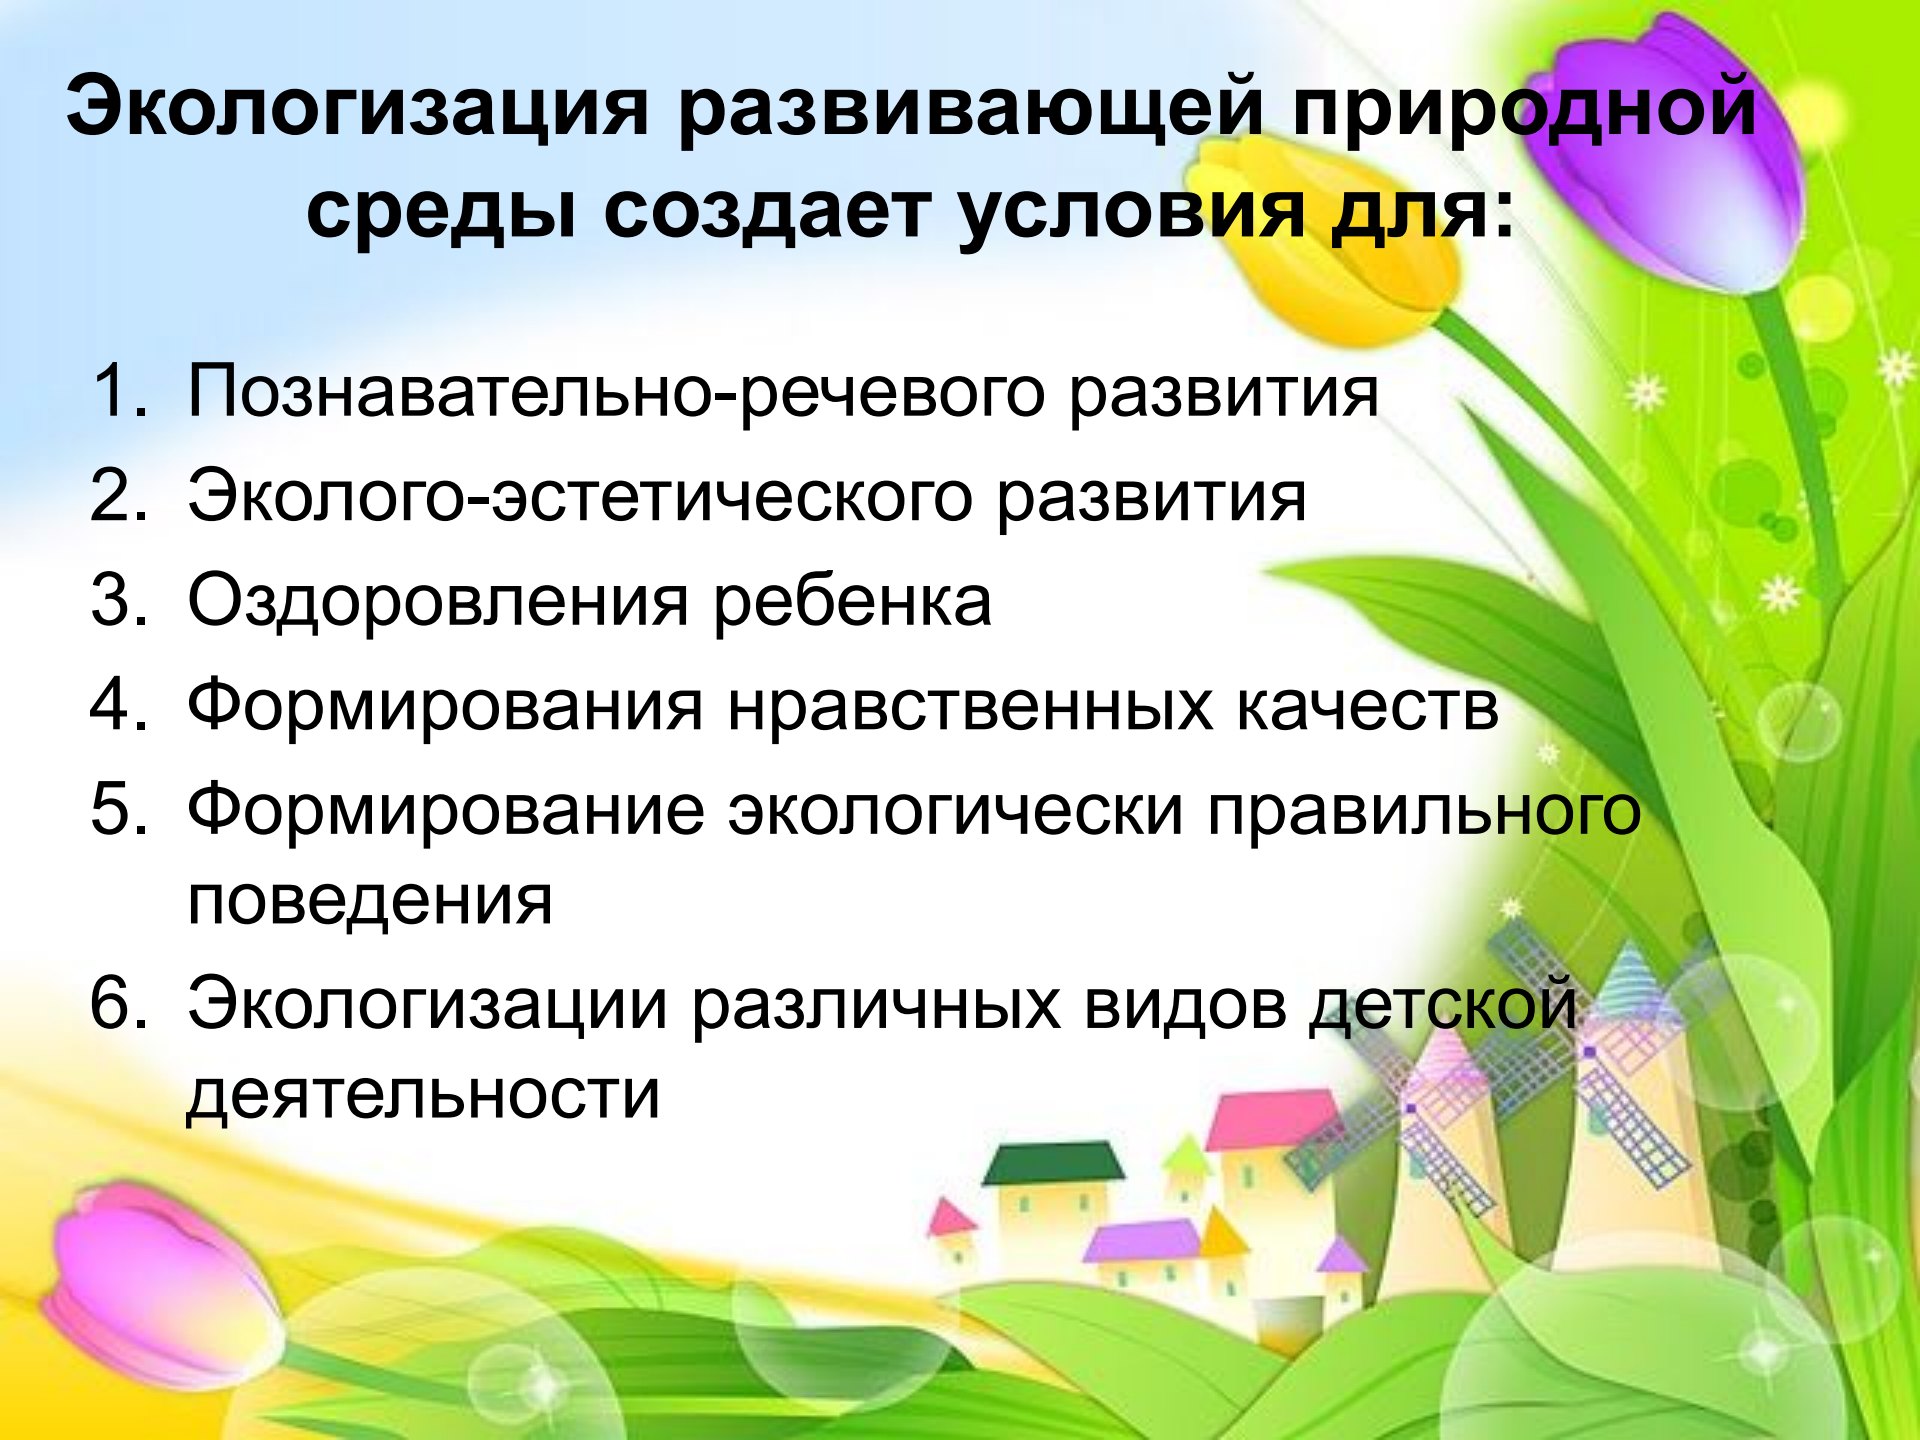 Экологизация развивающей природной
среды создает условия для:
1. Познавательно-речевого развития
2. Эколого-эстетического развития
3. Оздоровления ребенка
4. Формирования нравственных качеств
5. Формирование экологически правильного
поведения
6. Экологизации различных видов детской
деятельности